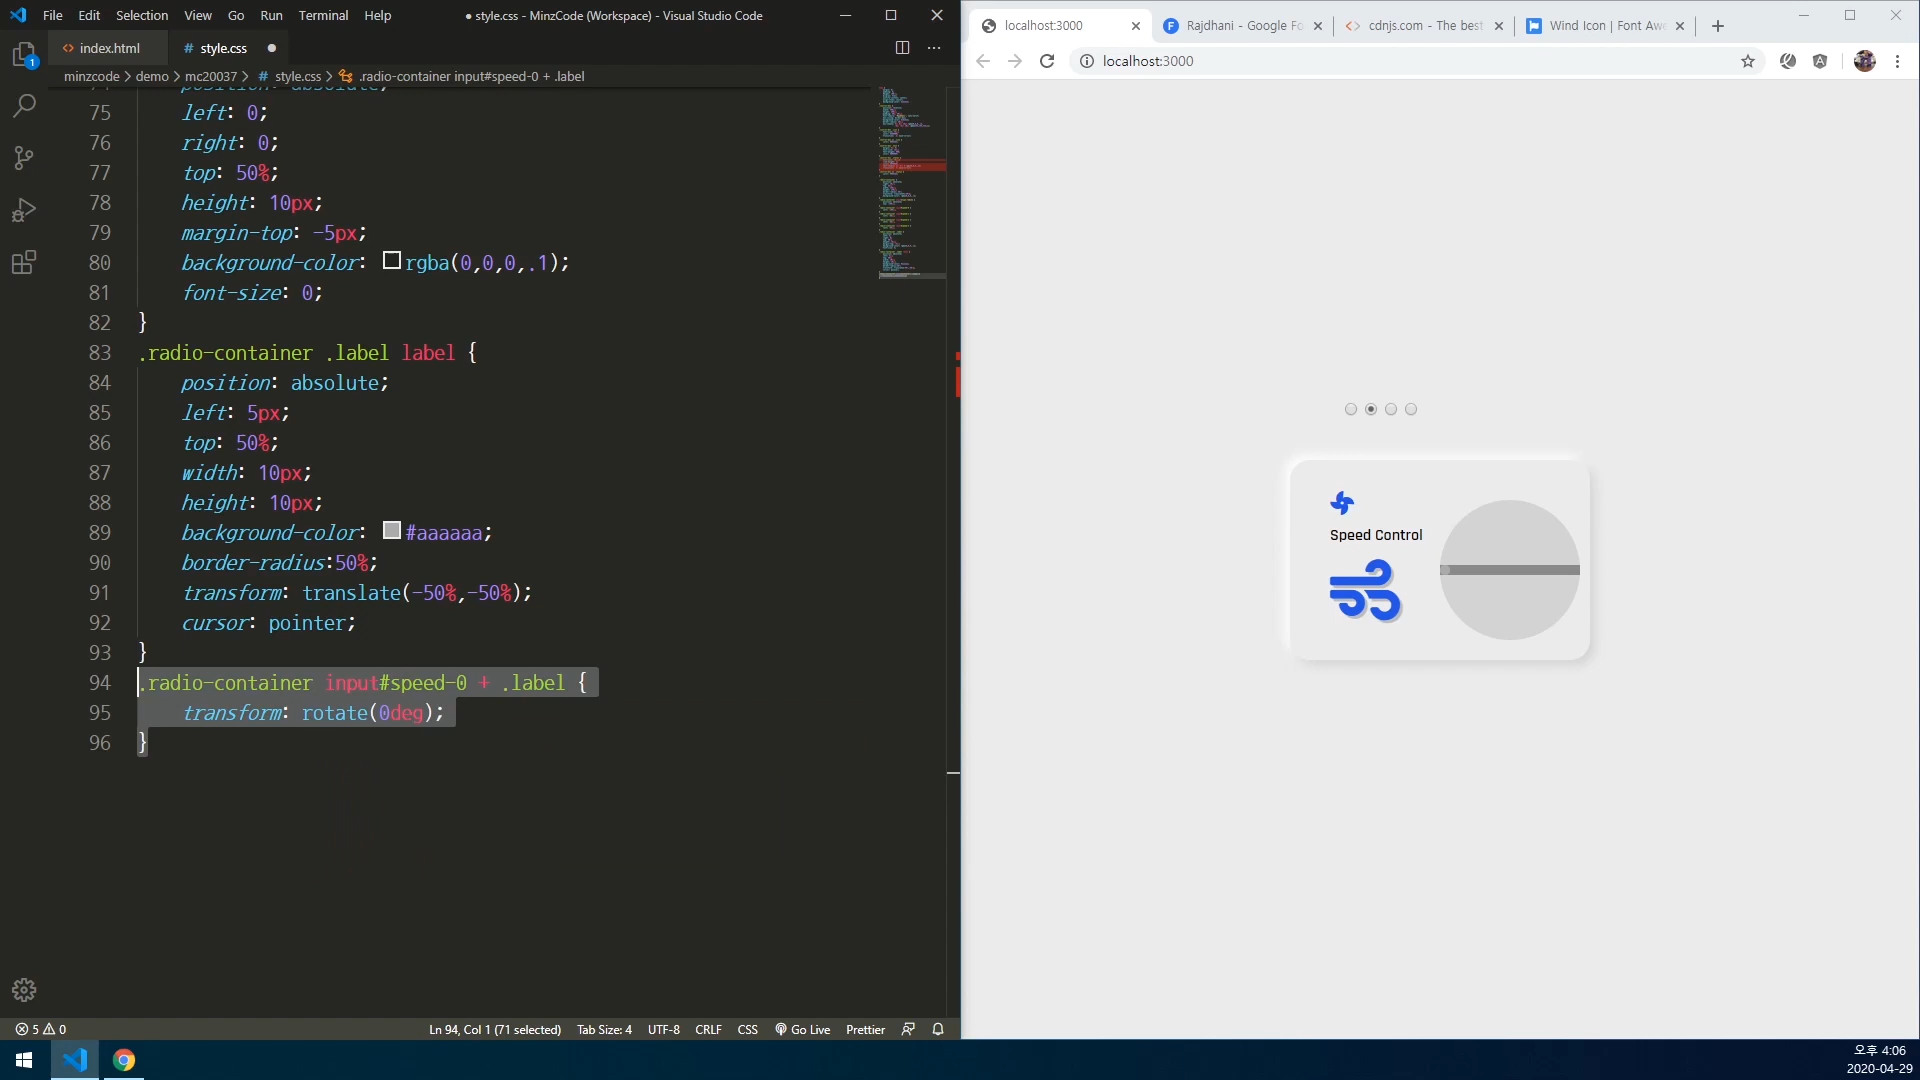 File Edit Selection View Go Run Terminal Help
● style.css - MinzCode (Workspace) - Visual Studio Code
index.html
# style.css
minzcode > demo > mc20037 > # style.css > .radio-container input#speed-0 + .label
75 left: 0;
76 right: 0;
77 top: 50%;
78 height: 10px;
79 margin-top: -5px;
80 background-color: rgba(0,0,0,.1);
81 font-size: 0;
82 }
83 .radio-container .label label {
84 position: absolute;
85 left: 5px;
86 top: 50%;
87 width: 10px;
88 height: 10px;
89 background-color: #aaaaaa;
90 border-radius:50%;
91 transform: translate(-50%,-50%);
92 cursor: pointer;
93 }
94 .radio-container input#speed-0 + .label {
95 transform: rotate(0deg);
96 }
1
5 0
Ln 94, Col 1 (71 selected) Tab Size: 4 UTF-8 CRLF CSS Go Live Prettier
localhost:3000
Rajdhani - Google Fo
cdnjs.com - The best
Wind Icon | Font Awe
localhost:3000
Speed Control
오후 4:06
2020-04-29